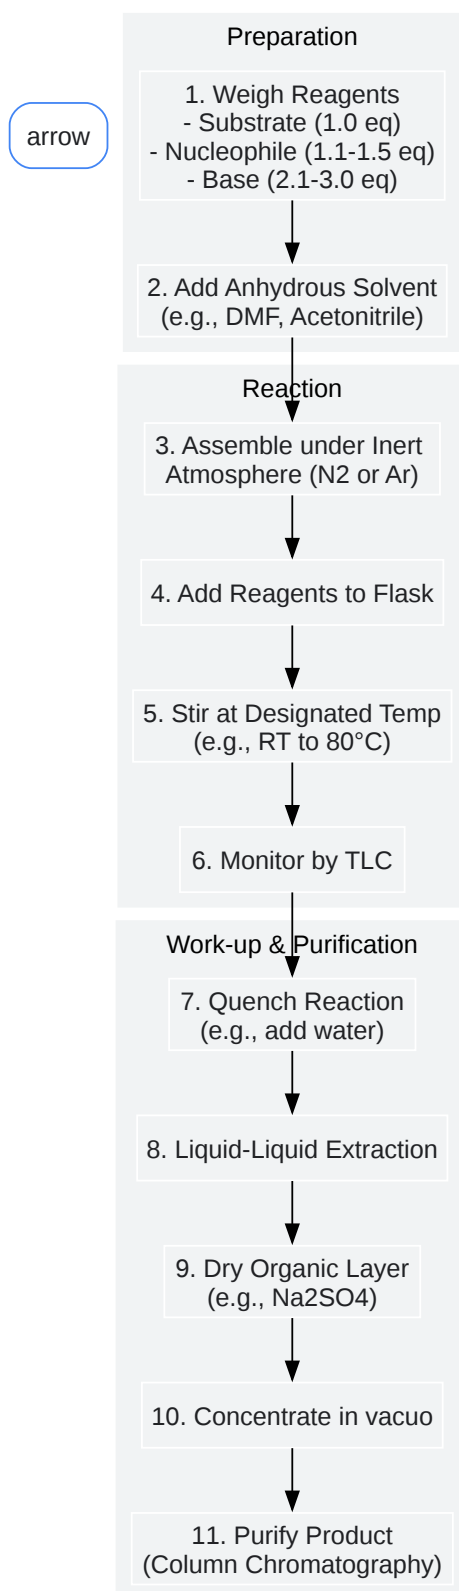 Preparation
arrow
1. Weigh Reagents
- Substrate (1.0 eq)
- Nucleophile (1.1-1.5 eq)
- Base (2.1-3.0 eq)
2. Add Anhydrous Solvent
(e.g., DMF, Acetonitrile)
Reaction
3. Assemble under Inert
Atmosphere (N2 or Ar)
4. Add Reagents to Flask
5. Stir at Designated Temp
(e.g., RT to 80°C)
6. Monitor by TLC
Work-up & Purification
7. Quench Reaction
(e.g., add water)
8. Liquid-Liquid Extraction
9. Dry Organic Layer
(e.g., Na2SO4)
10. Concentrate in vacuo
11. Purify Product
(Column Chromatography)